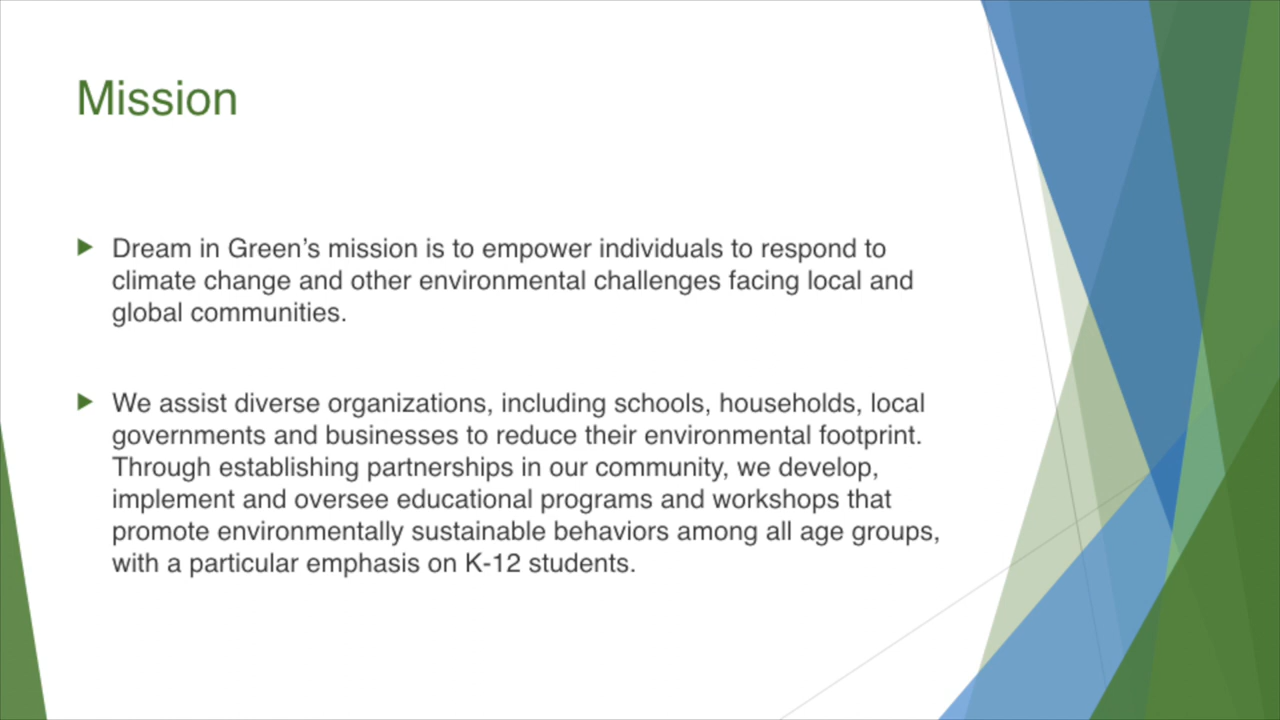 Mission
Dream in Green’s mission is to empower individuals to respond to
climate change and other environmental challenges facing local and
global communities.
We assist diverse organizations, including schools, households, local
governments and businesses to reduce their environmental footprint.
Through establishing partnerships in our community, we develop,
implement and oversee educational programs and workshops that
promote environmentally sustainable behaviors among all age groups,
with a particular emphasis on K-12 students.